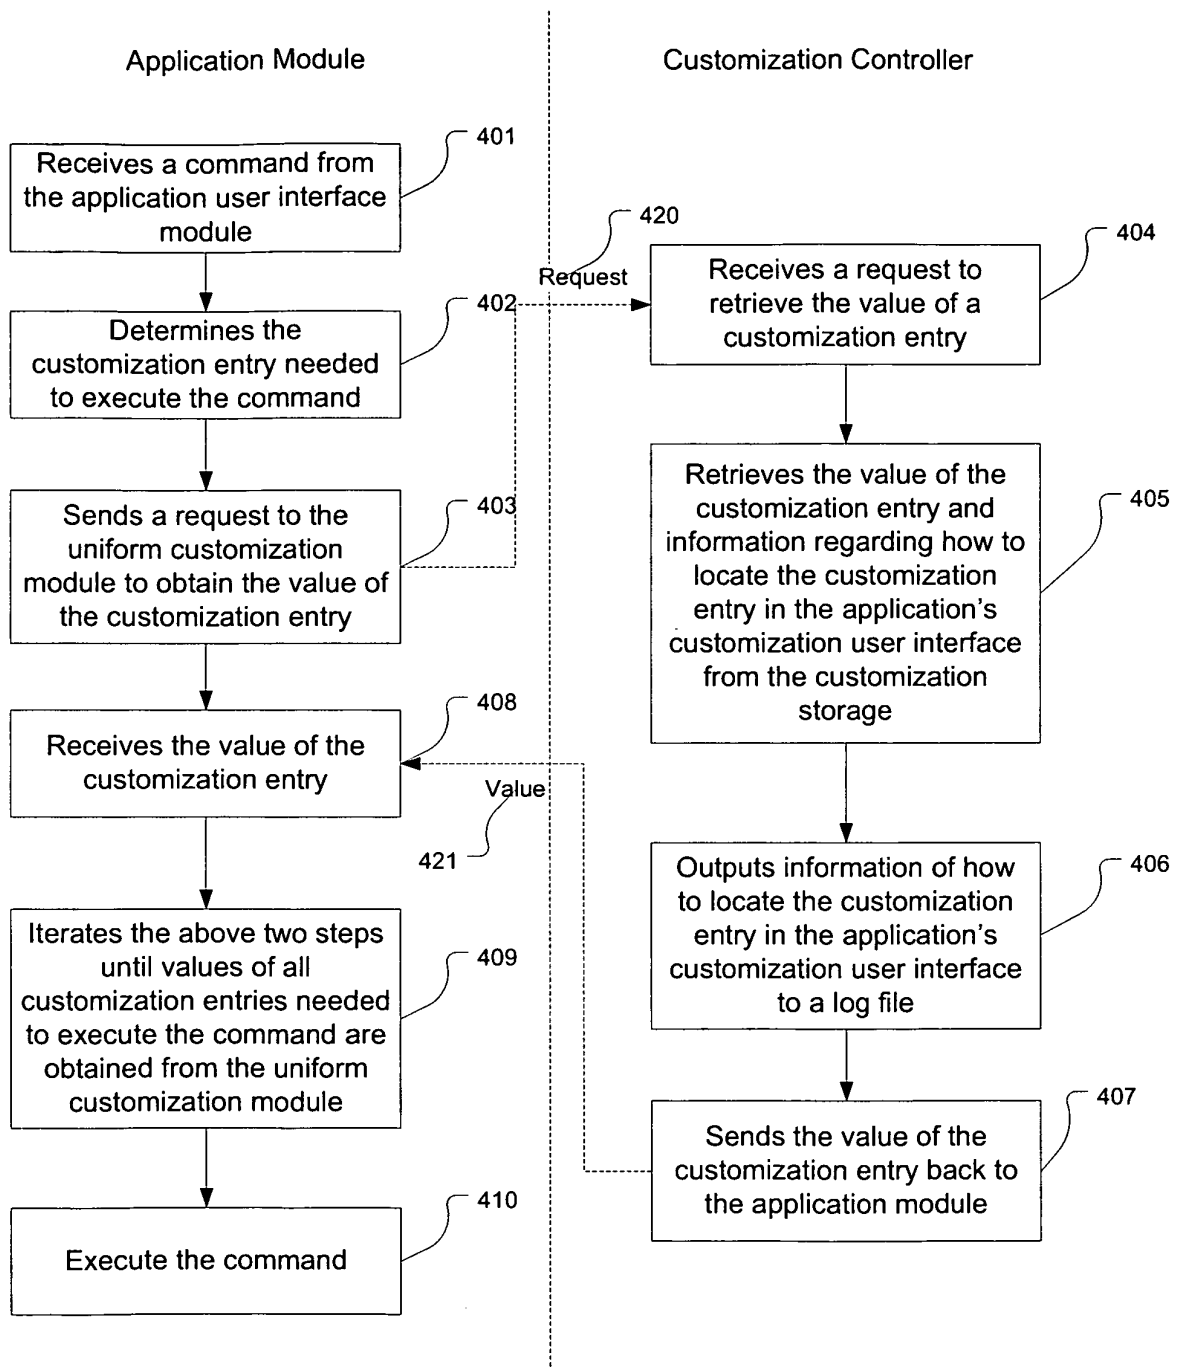 Application Module
Customization Controller
401
Receives a command from
the application user interface
module
402
Determines the
customization entry needed
to execute the command
403
Sends a request to the
uniform customization
module to obtain the value of
the customization entry
420
Request
404
Receives a request to
retrieve the value of a
customization entry
405
Retrieves the value of the
customization entry and
information regarding how to
locate the customization
entry in the application's
customization user interface
from the customization
storage
406
Outputs information of how
to locate the customization
entry in the application's
customization user interface
to a log file
407
Sends the value of the
customization entry back to
the application module
408
Receives the value of the
customization entry
Value
421
409
Iterates the above two steps
until values of all
customization entries needed
to execute the command are
obtained from the uniform
customization module
410
Execute the command